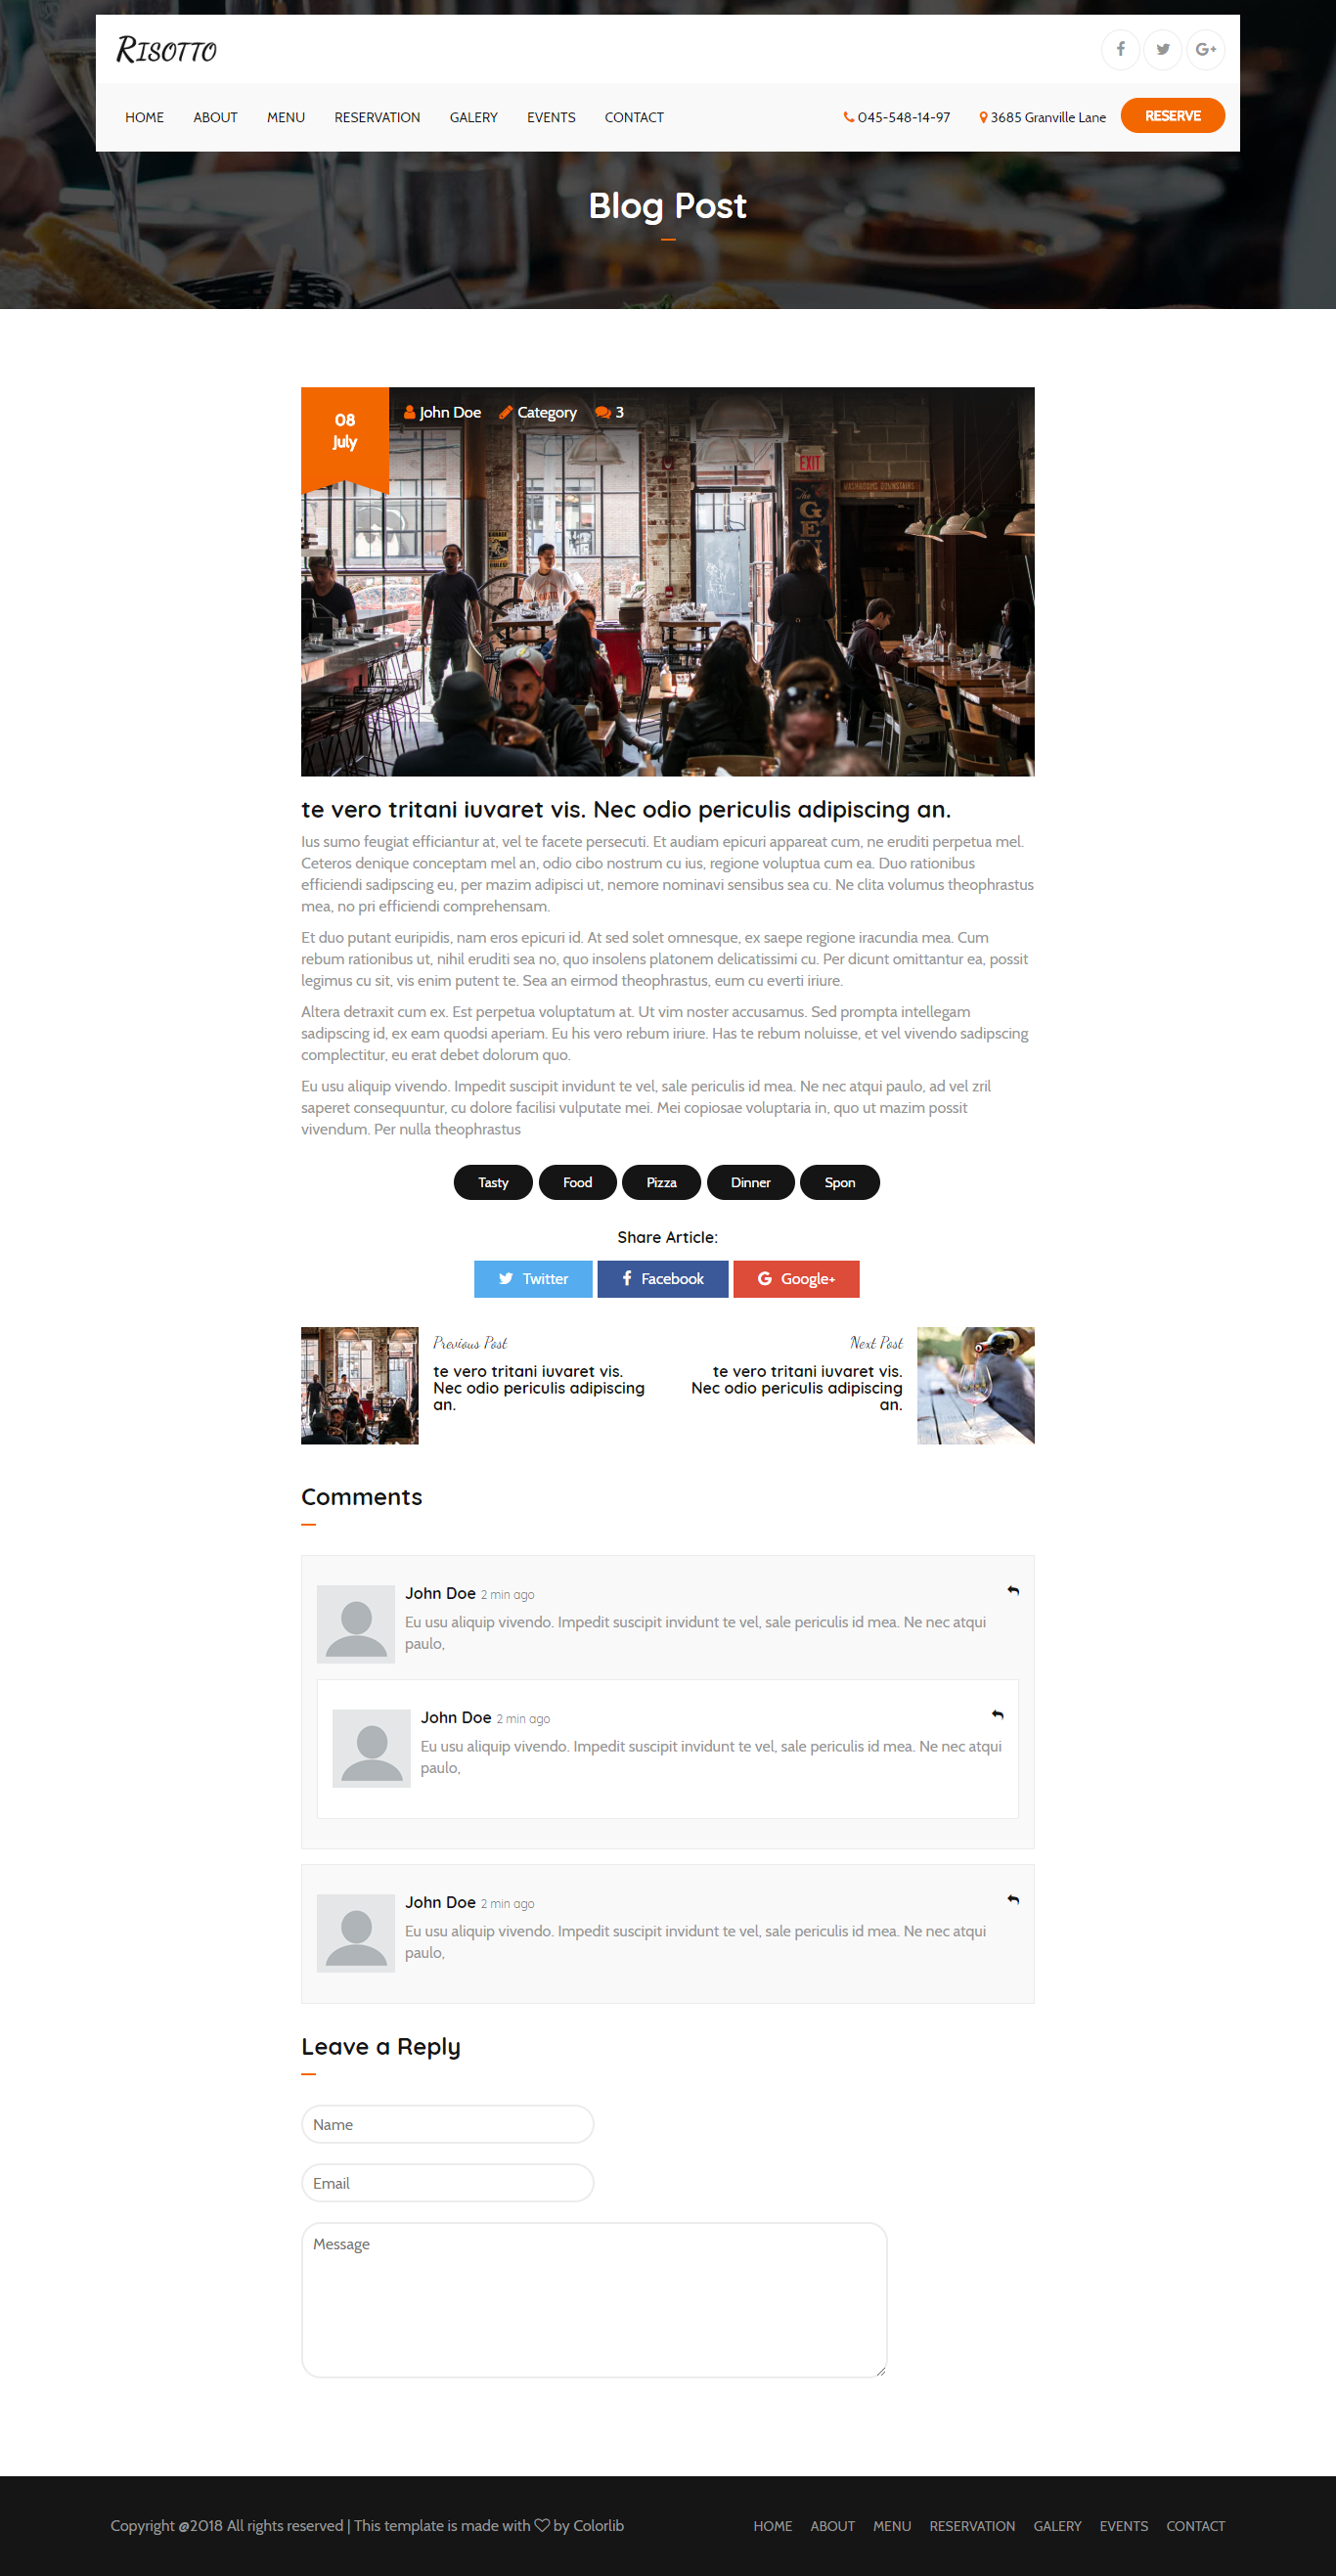 Risotto
HOME ABOUT MENU RESERVATION GALERY EVENTS CONTACT 045-548-14-97 3685 Granville Lane RESERVE
Blog Post
08
July
John Doe Category 3
EXIT
WASHROOMS DOWNSTAIRS
The
te vero tritani iuvaret vis. Nec odio periculis adipiscing an.
Ius sumo feugiat efficiantur at, vel te facete persecuti. Et audiam epicuri appareat cum, ne eruditi perpetua mel.
Ceteros denique conceptam mel an, odio cibo nostrum cu ius, regione voluptua cum ea. Duo rationibus
efficiendi sadipscing eu, per mazim adipisci ut, nemore nominavi sensibus sea cu. Ne clita volumus theophrastus
mea, no pri efficiendi comprehensam.
Et duo putant euripidis, nam eros epicuri id. At sed solet omnesque, ex saepe regione iracundia mea. Cum
rebum rationibus ut, nihil eruditi sea no, quo insolens platonem delicatissimi cu. Per dicunt omittantur ea, possit
legimus cu sit, vis enim putent te. Sea an eirmod theophrastus, eum cu everti iriure.
Altera detraxit cum ex. Est perpetua voluptatum at. Ut vim noster accusamus. Sed prompta intellegam
sadipscing id, ex eam quodsi aperiam. Eu his vero rebum iriure. Has te rebum noluisse, et vel vivendo sadipscing
complectitur, eu erat debet dolorum quo.
Eu usu aliquip vivendo. Impedit suscipit invidunt te vel, sale periculis id mea. Ne nec atqui paulo, ad vel zril
saperet consequuntur, cu dolore facilisi vulputate mei. Mei copiosae voluptaria in, quo ut mazim possit
vivendum. Per nulla theophrastus
Tasty Food Pizza Dinner Spon
Share Article:
Twitter Facebook Google+
Previous Post
te vero tritani iuvaret vis.
Nec odio periculis adipiscing
an.
Next Post
te vero tritani iuvaret vis.
Nec odio periculis adipiscing
an.
Comments
John Doe 2 min ago
Eu usu aliquip vivendo. Impedit suscipit invidunt te vel, sale periculis id mea. Ne nec atqui
paulo,
John Doe 2 min ago
Eu usu aliquip vivendo. Impedit suscipit invidunt te vel, sale periculis id mea. Ne nec atqui
paulo,
John Doe 2 min ago
Eu usu aliquip vivendo. Impedit suscipit invidunt te vel, sale periculis id mea. Ne nec atqui
paulo,
Leave a Reply
Name
Email
Message
Copyright @2018 All rights reserved | This template is made with by Colorlib HOME ABOUT MENU RESERVATION GALERY EVENTS CONTACT